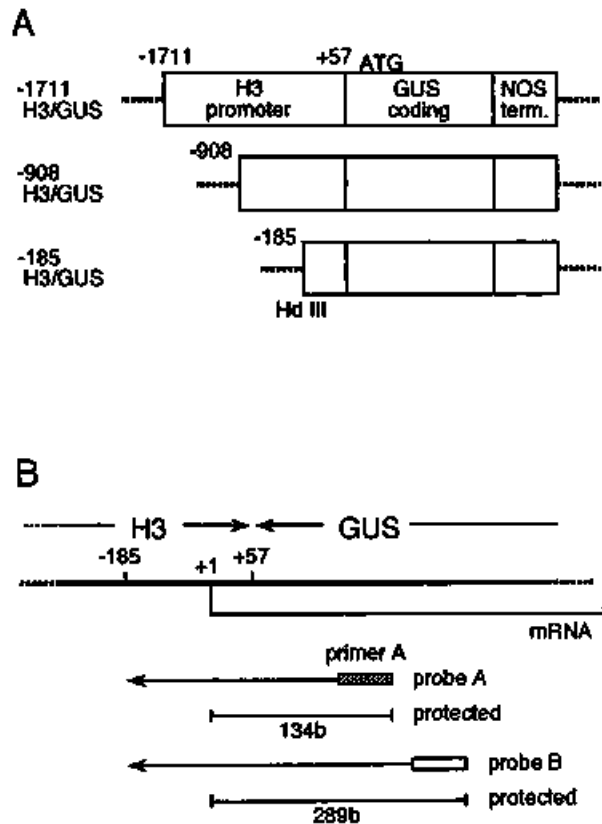 A
-1711 +57 ATG
-1711 H3 GUS NOS
H3/GUS promoter coding term.
-908
-908
H3/GUS
-185
-185
H3/GUS
Hd III
B
H3 GUS
-185 +1 +57
mRNA
primer A
probe A
protected
134b
probe B
protected
289b